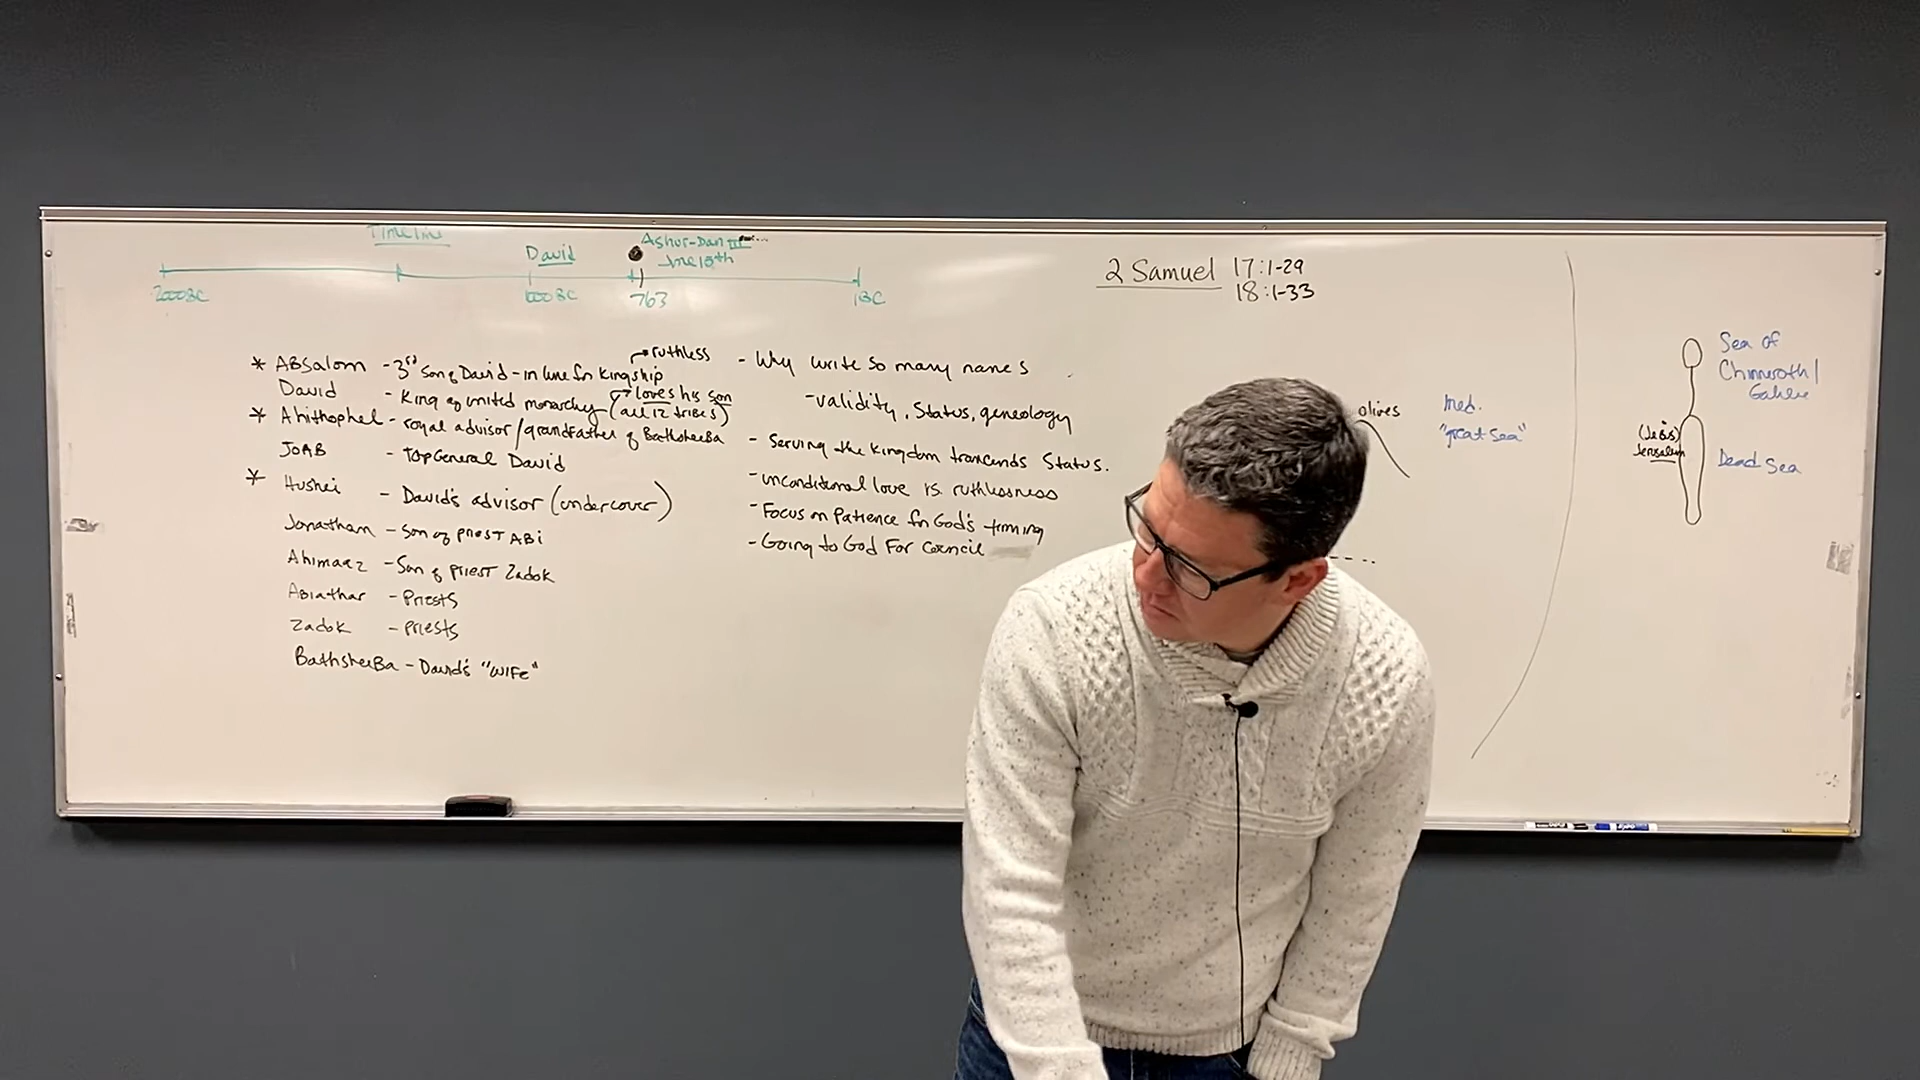 Timeline
David
Ashur-Dan III
June 15th
2000BC
1000BC
763
1BC
2 Samuel 17:1-29
18:1-33
ruthless
* ABSalom - 3rd Son of David - in line for Kingship
loves his son
David - King of united monarchy (all 12 tribes)
* Ahithophel - royal advisor/grandfather of BathsheBa
JOAB - Top General David
* Hushai - David's advisor (undercover)
Jonathan - Son of priest ABi
Ahimaaz - Son of priest Zadok
Abiathar - Priests
Zadok - Priests
BathsheBa - David's "wife"
- Why write so many names
- validity, Status, geneology
- Serving the kingdom trancends Status.
- unconditional love vs. ruthlessness
- Focus on Patience for God's timing
- Going to God For Council
olives
Med.
"great sea"
Sea of
Chinneroth/
Galilee
(Jebus)
Jerusalem
Dead Sea